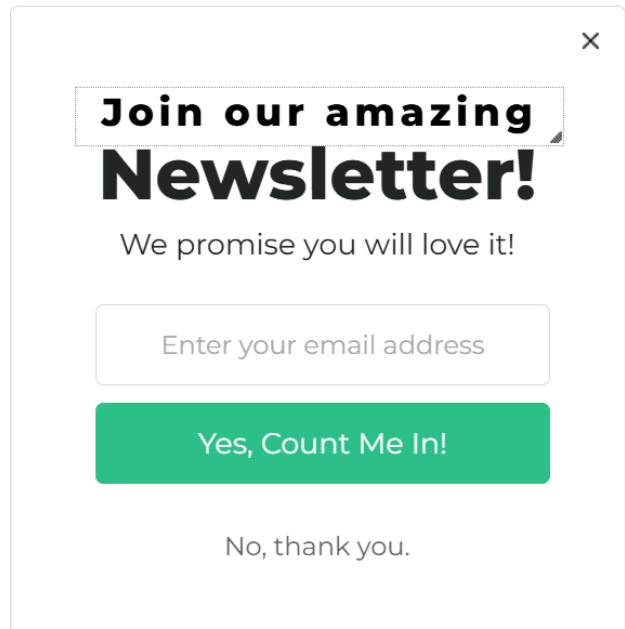 Join our amazing
Newsletter!
We promise you will love it!
Enter your email address
Yes, Count Me In!
No, thank you.